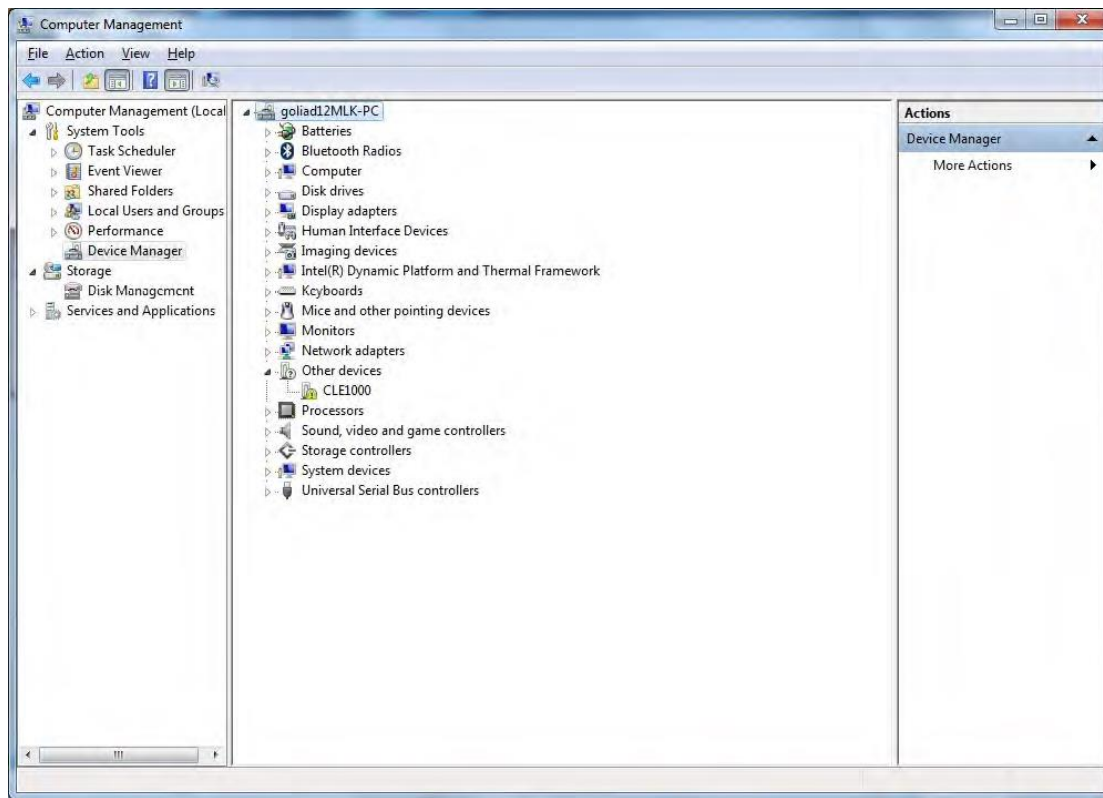 Computer Management
File Action View Help
Computer Management (Local
System Tools
Task Scheduler
Event Viewer
Shared Folders
Local Users and Groups
Performance
Device Manager
Storage
Disk Management
Services and Applications
goliad12MLK-PC
Batteries
Bluetooth Radios
Computer
Disk drives
Display adapters
Human Interface Devices
Imaging devices
Intel(R) Dynamic Platform and Thermal Framework
Keyboards
Mice and other pointing devices
Monitors
Network adapters
Other devices
CLE1000
Processors
Sound, video and game controllers
Storage controllers
System devices
Universal Serial Bus controllers
Actions
Device Manager
More Actions